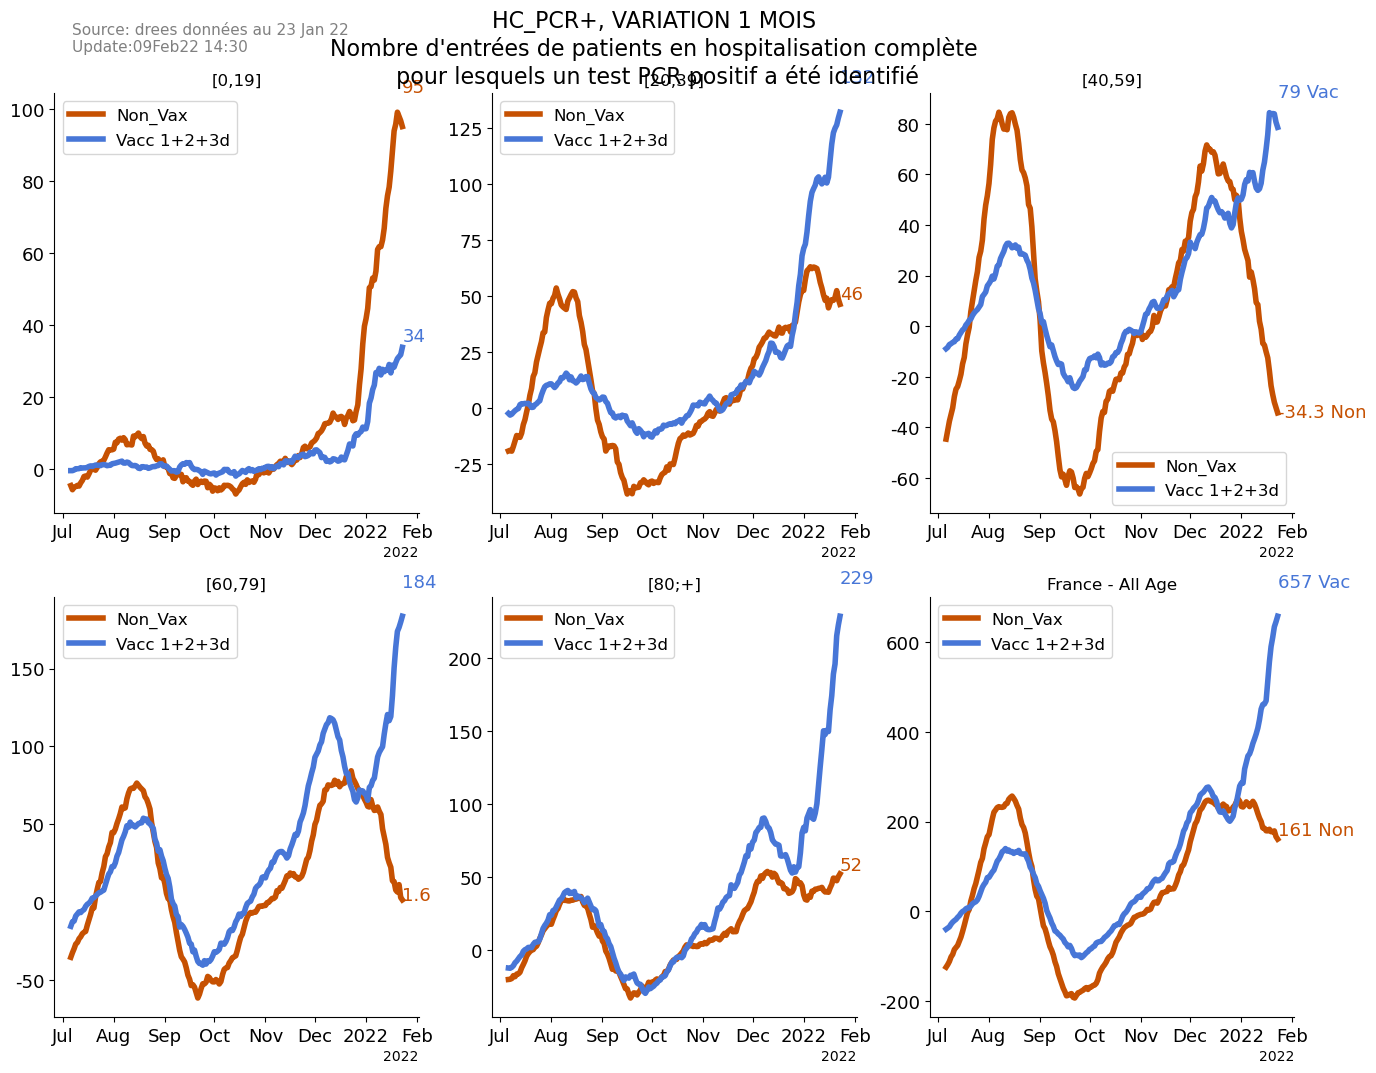 Source: drees données au 23 Jan 22
Update:09Feb22 14:30
HC_PCR+, VARIATION 1 MOIS
Nombre d'entrées de patients en hospitalisation complète
pour lesquels un test PCR positif a été identifié
[0,19]
95
34
Non_Vax
Vacc 1+2+3d
100
80
60
40
20
0
Jul Aug Sep Oct Nov Dec 2022 Feb
2022
[20,39]
132
46
Non_Vax
Vacc 1+2+3d
125
100
75
50
25
0
-25
Jul Aug Sep Oct Nov Dec 2022 Feb
2022
[40,59]
79 Vac
-34.3 Non
Non_Vax
Vacc 1+2+3d
80
60
40
20
0
-20
-40
-60
Jul Aug Sep Oct Nov Dec 2022 Feb
2022
[60,79]
184
1.6
Non_Vax
Vacc 1+2+3d
150
100
50
0
-50
Jul Aug Sep Oct Nov Dec 2022 Feb
2022
[80;+]
229
52
Non_Vax
Vacc 1+2+3d
200
150
100
50
0
Jul Aug Sep Oct Nov Dec 2022 Feb
2022
France - All Age
657 Vac
161 Non
Non_Vax
Vacc 1+2+3d
600
400
200
0
-200
Jul Aug Sep Oct Nov Dec 2022 Feb
2022